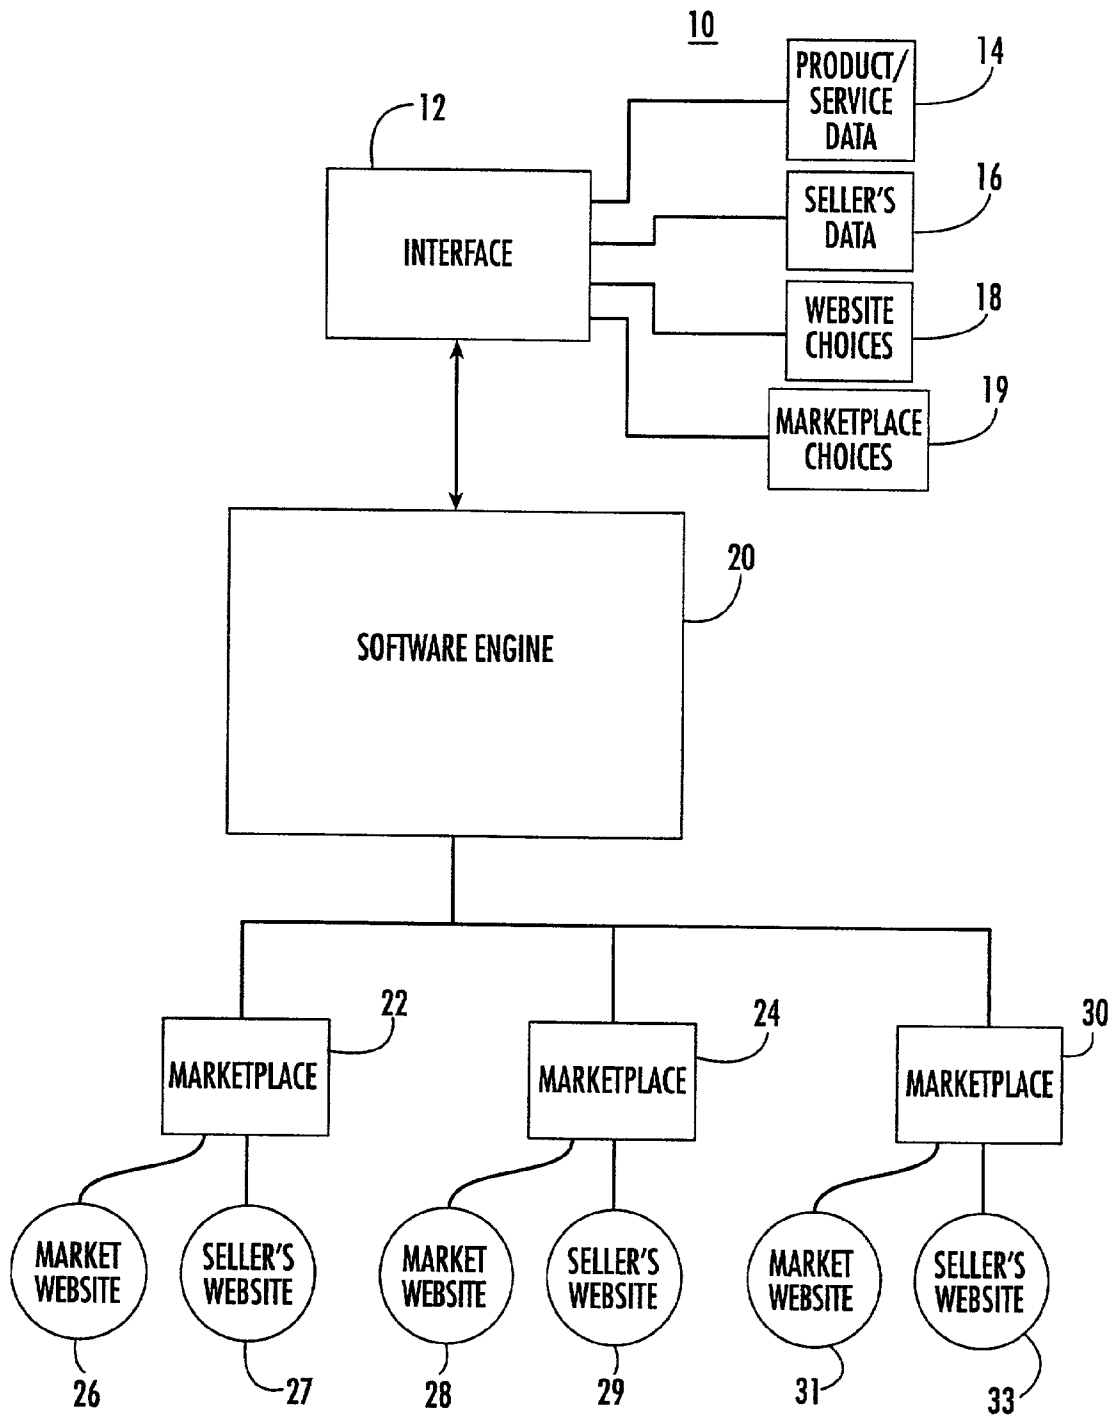 10
PRODUCT/
SERVICE
DATA
14
12
INTERFACE
SELLER'S
DATA
16
WEBSITE
CHOICES
18
MARKETPLACE
CHOICES
19
SOFTWARE ENGINE
20
MARKETPLACE
22
MARKETPLACE
24
MARKETPLACE
30
MARKET
WEBSITE
26
SELLER'S
WEBSITE
27
MARKET
WEBSITE
28
SELLER'S
WEBSITE
29
MARKET
WEBSITE
31
SELLER'S
WEBSITE
33